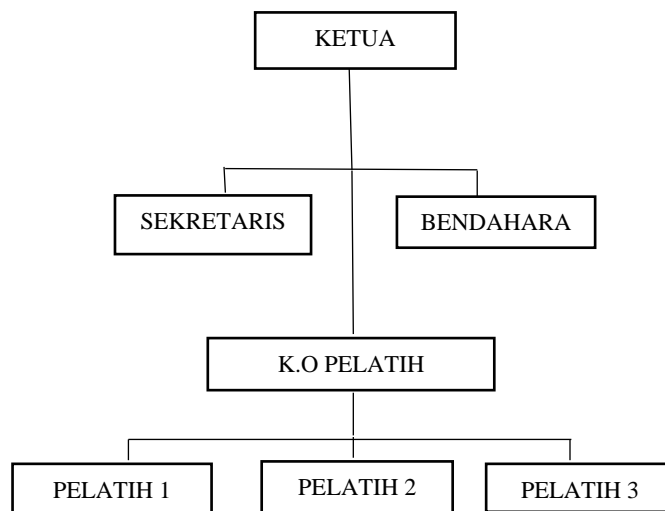 KETUA
SEKRETARIS
BENDAHARA
K.O PELATIH
PELATIH 1
PELATIH 2
PELATIH 3